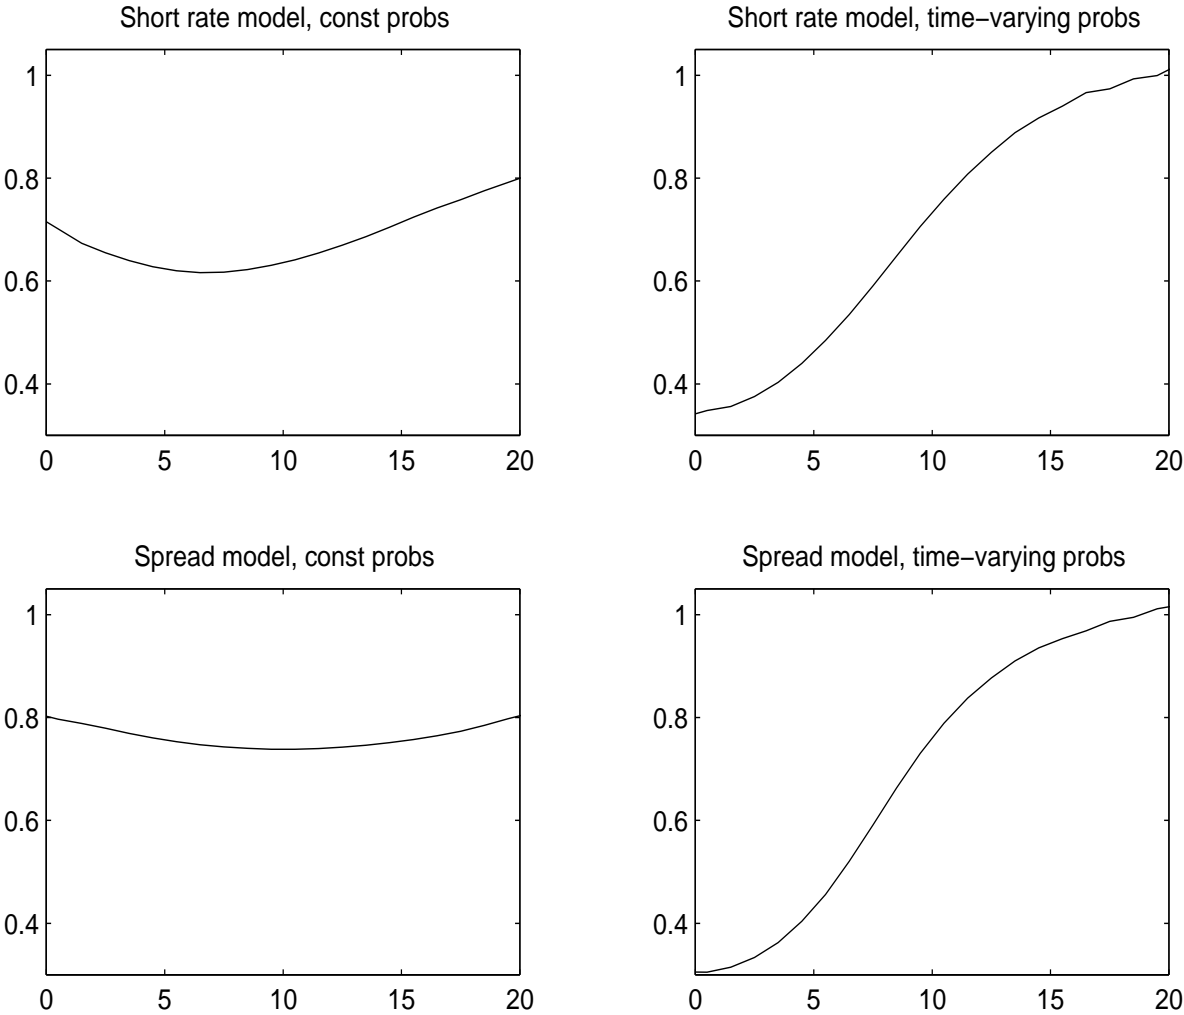 Short rate model, const probs
1
0.8
0.6
0.4
0 5 10 15 20
Short rate model, time−varying probs
1
0.8
0.6
0.4
0 5 10 15 20
Spread model, const probs
1
0.8
0.6
0.4
0 5 10 15 20
Spread model, time−varying probs
1
0.8
0.6
0.4
0 5 10 15 20